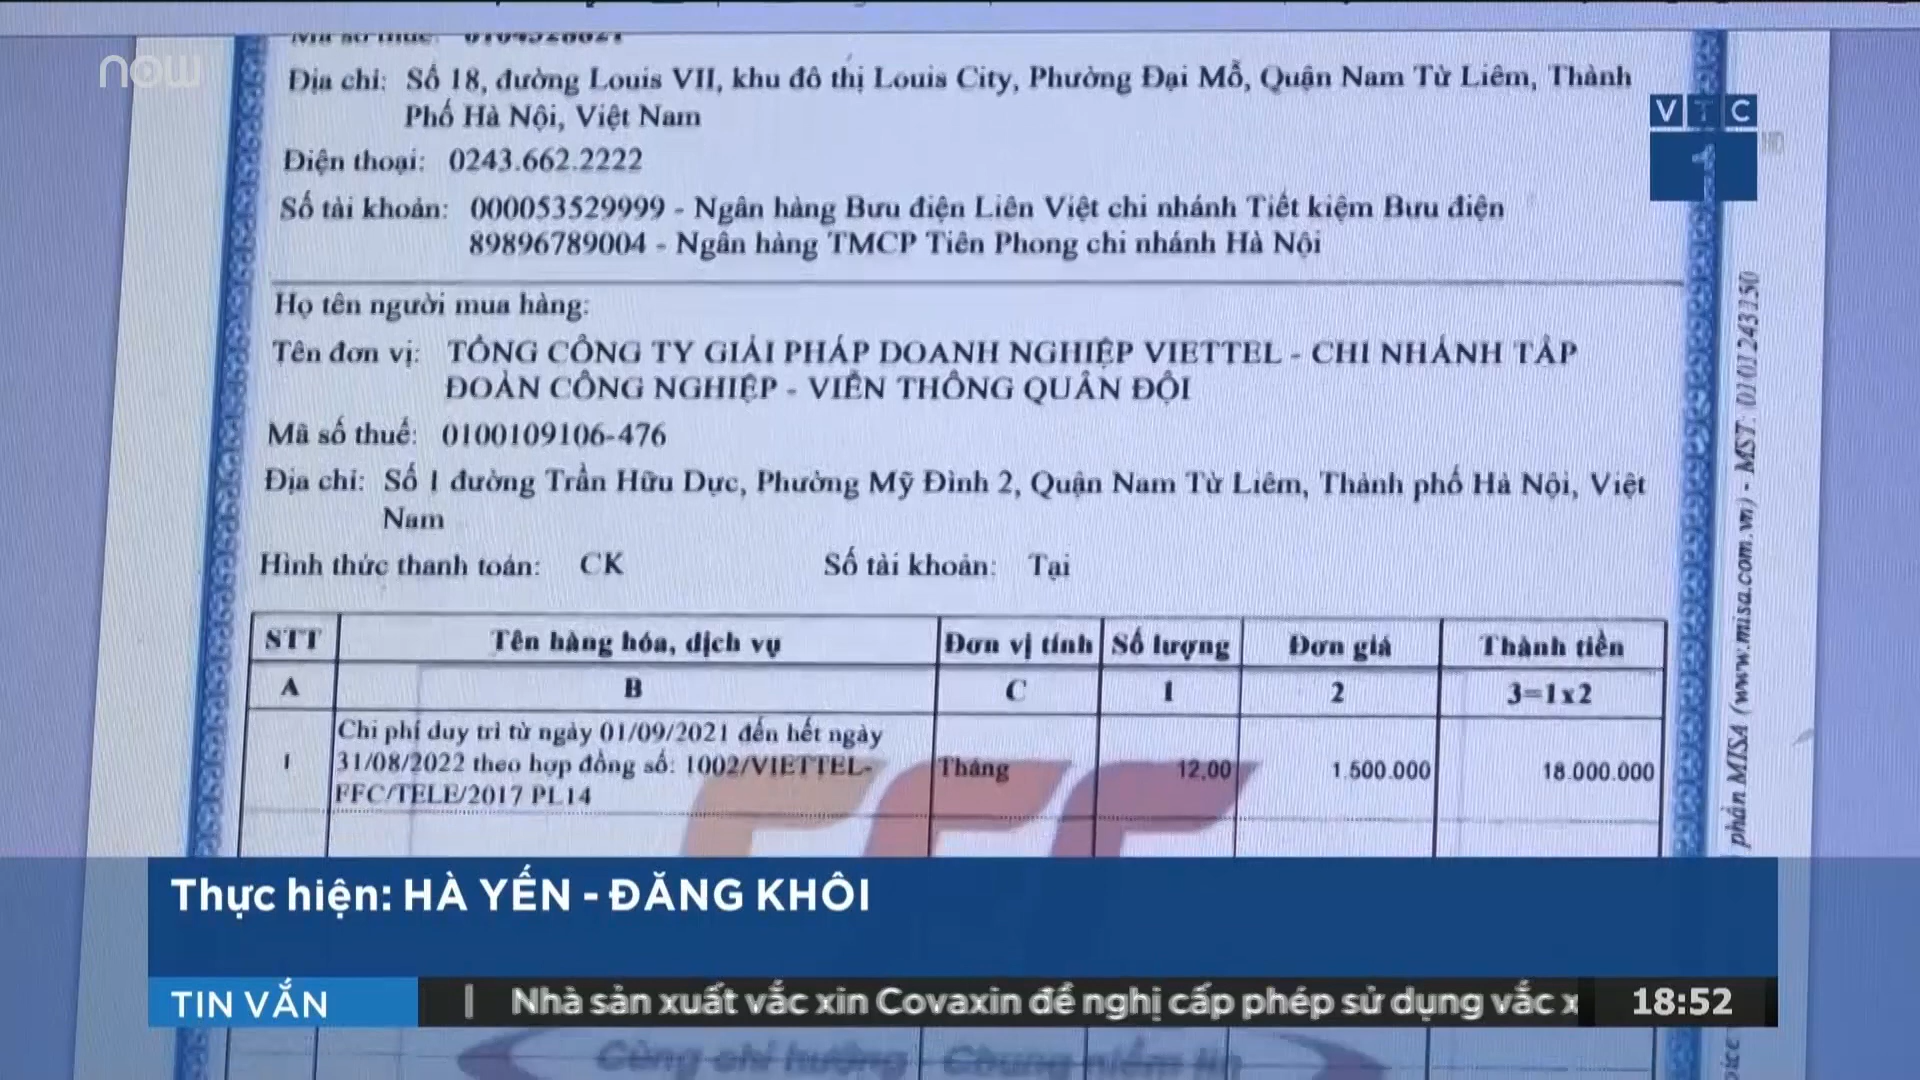 now
Địa chỉ: Số 18, đường Louis VII, khu đô thị Louis City, Phường Đại Mỗ, Quận Nam Từ Liêm, Thành
Phố Hà Nội, Việt Nam
VTC
1
Điện thoại: 0243.662.2222
Số tài khoản: 000053529999 - Ngân hàng Bưu điện Liên Việt chi nhánh Tiết kiệm Bưu điện
89896789004 - Ngân hàng TMCP Tiên Phong chi nhánh Hà Nội
Họ tên người mua hàng:
Tên đơn vị: TỔNG CÔNG TY GIẢI PHÁP DOANH NGHIỆP VIETTEL - CHI NHÁNH TẬP
ĐOÀN CÔNG NGHIỆP - VIỄN THÔNG QUÂN ĐỘI
Mã số thuế: 0100109106-476
Địa chỉ: Số 1 đường Trần Hữu Dực, Phường Mỹ Đình 2, Quận Nam Từ Liêm, Thành phố Hà Nội, Việt
Nam
Hình thức thanh toán: CK Số tài khoản: Tại
STT Tên hàng hóa, dịch vụ Đơn vị tính Số lượng Đơn giá Thành tiền
A B C 1 2 3=1x2
1 Chi phí duy trì từ ngày 01/09/2021 đến hết ngày
31/08/2022 theo hợp đồng số: 1002/VIETTEL-
FFC/TELE/2017 PL14
Tháng 12,00 1.500.000 18.000.000
phần MISA (www.misa.com.vn) - MST: 0101243150
Thực hiện: HÀ YẾN - ĐĂNG KHÔI
TIN VẮN | Nhà sản xuất vắc xin Covaxin đề nghị cấp phép sử dụng vắc x 18:52
Cùng chí hướng - Chung niềm tin